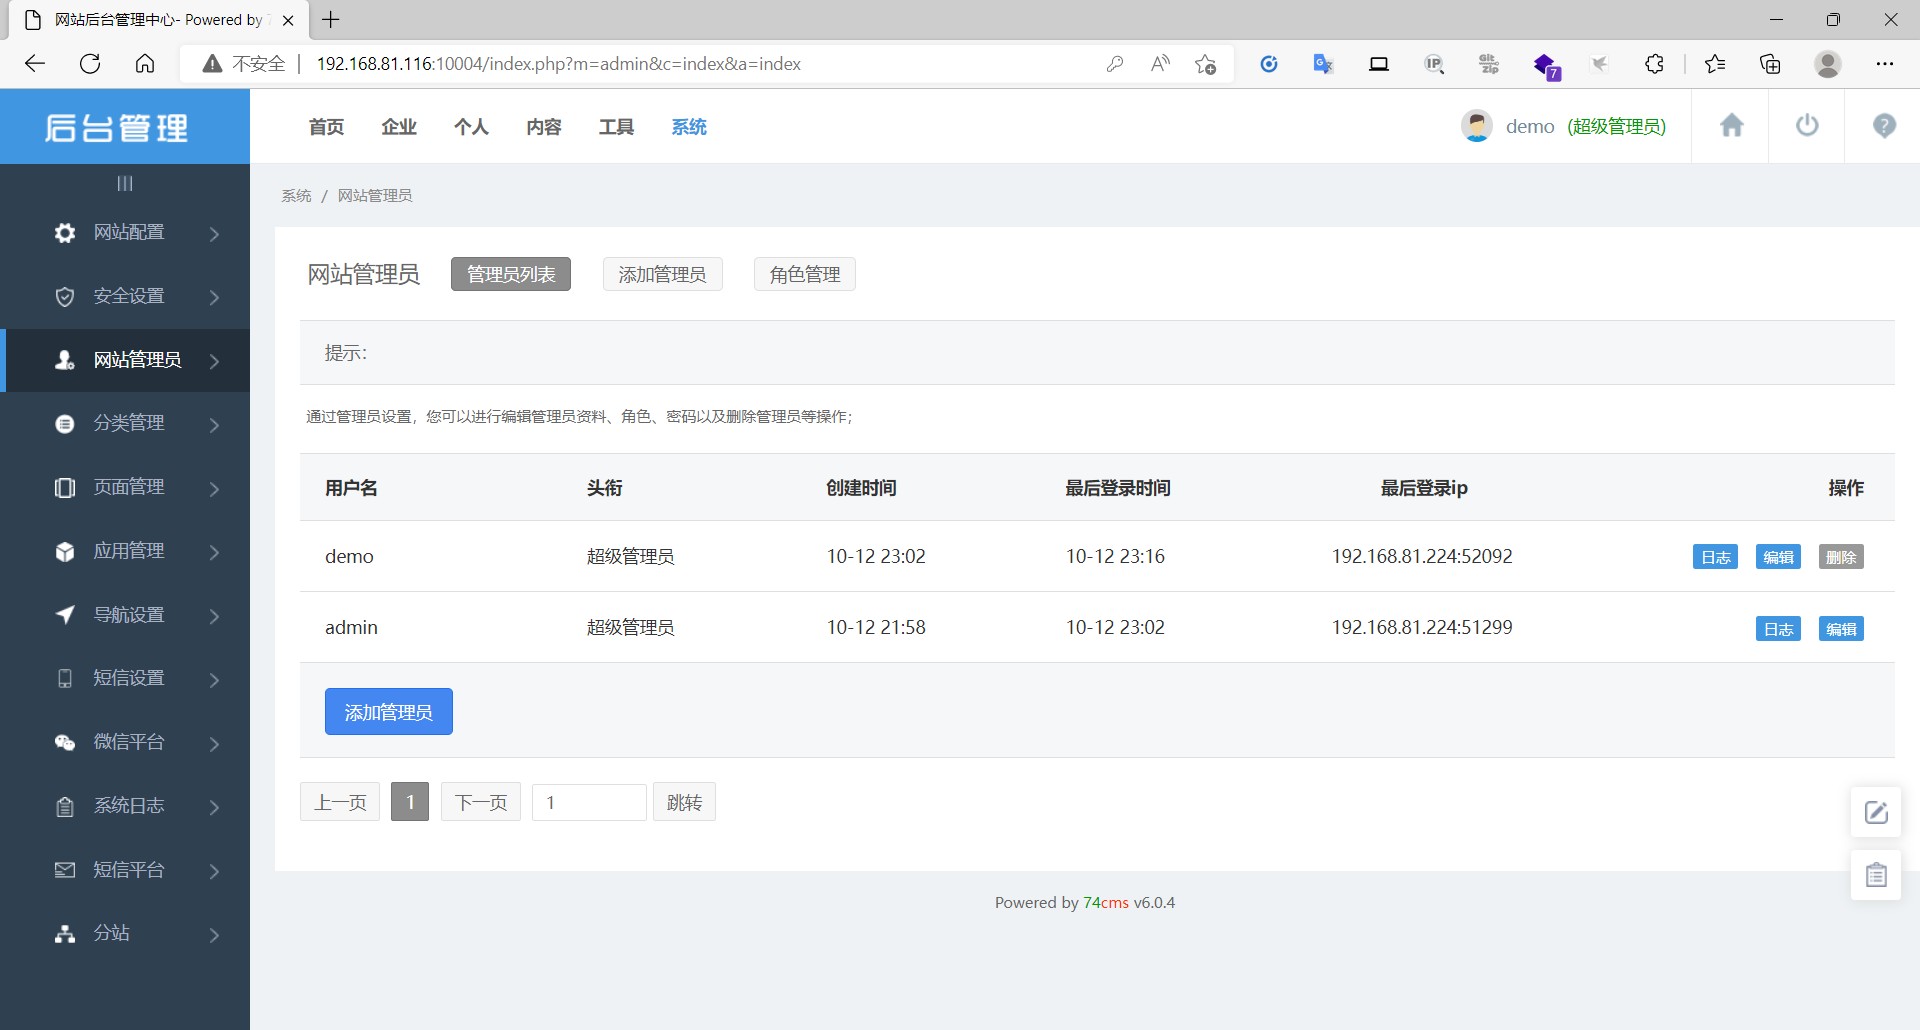 网站后台管理中心- Powered by 7
不安全 192.168.81.116:10004/index.php?m=admin&c=index&a=index
IP
Git
Zip
7
后台管理
首页 企业 个人 内容 工具 系统
demo (超级管理员)
网站配置
安全设置
网站管理员
分类管理
页面管理
应用管理
导航设置
短信设置
微信平台
系统日志
短信平台
分站
系统 / 网站管理员
网站管理员 管理员列表 添加管理员 角色管理
提示：
通过管理员设置，您可以进行编辑管理员资料、角色、密码以及删除管理员等操作；
用户名 头衔 创建时间 最后登录时间 最后登录ip 操作
demo 超级管理员 10-12 23:02 10-12 23:16 192.168.81.224:52092 日志 编辑 删除
admin 超级管理员 10-12 21:58 10-12 23:02 192.168.81.224:51299 日志 编辑
添加管理员
上一页 1 下一页 1 跳转
Powered by 74cms v6.0.4